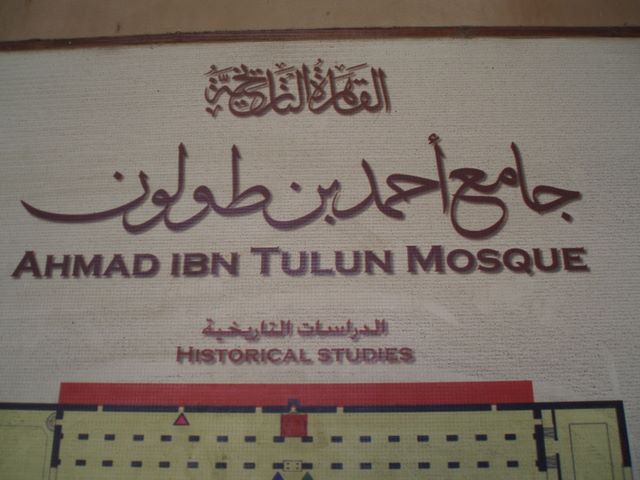 القاهرة التاريخية
جامع أحمد بن طولون
AHMAD IBN TULUN MOSQUE
الدراسات التاريخية
HISTORICAL STUDIES